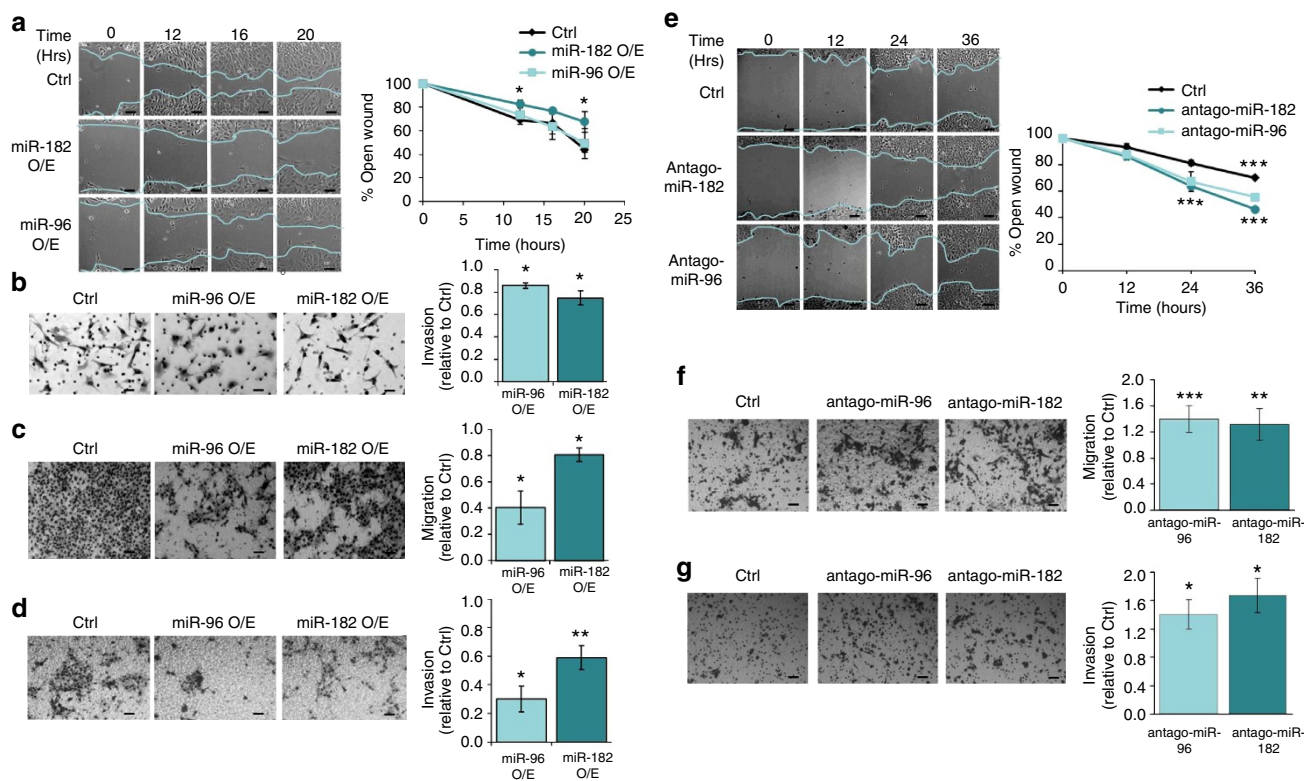 a
Time
(Hrs)
0 12 16 20
Ctrl
miR-182
O/E
miR-96
O/E
Ctrl
miR-182 O/E
miR-96 O/E
% Open wound
100
80
60
40
20
0
* *
0 5 10 15 20 25
Time (hours)
b
Ctrl miR-96 O/E miR-182 O/E
Invasion
(relative to Ctrl)
1.0
0.8
0.6
0.4
0.2
0.0
* *
miR-96
O/E
miR-182
O/E
c
Ctrl miR-96 O/E miR-182 O/E
Migration
(relative to Ctrl)
1.0
0.8
0.6
0.4
0.2
0.0
* *
miR-96
O/E
miR-182
O/E
d
Ctrl miR-96 O/E miR-182 O/E
Invasion
(relative to Ctrl)
1.0
0.8
0.6
0.4
0.2
0.0
* **
miR-96
O/E
miR-182
O/E
e
Time
(Hrs)
0 12 24 36
Ctrl
Antago-
miR-182
Antago-
miR-96
Ctrl
antago-miR-182
antago-miR-96
% Open wound
100
80
60
40
20
0
***
***
***
0 12 24 36
Time (hours)
f
Ctrl antago-miR-96 antago-miR-182
Migration
(relative to Ctrl)
2.0
1.6
1.2
0.8
0.4
0.0
*** **
antago-miR-
96
antago-miR-
182
g
Ctrl antago-miR-96 antago-miR-182
Invasion
(relative to Ctrl)
2.0
1.6
1.2
0.8
0.4
0.0
* *
antago-miR-
96
antago-miR-
182